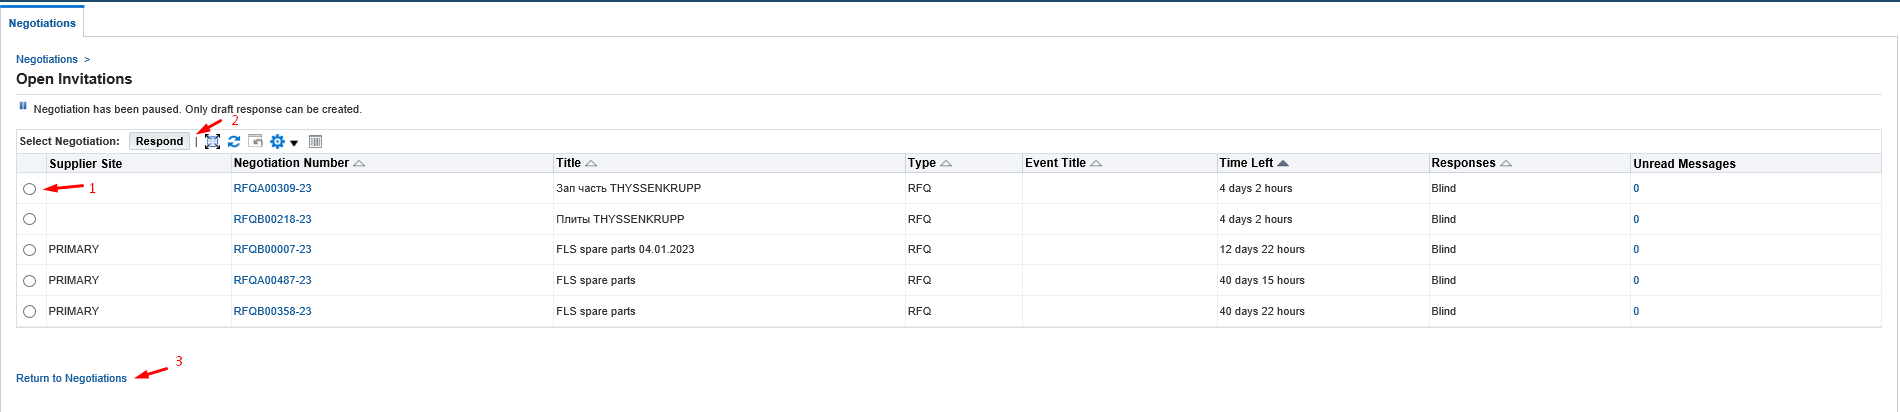 Negotiations
Negotiations >
Open Invitations
Negotiation has been paused. Only draft response can be created.
2
Select Negotiation: Respond |
Supplier Site Negotiation Number Title Type Event Title Time Left Responses Unread Messages
1 RFQA00309-23 Зап часть THYSSENKRUPP RFQ 4 days 2 hours Blind 0
RFQB00218-23 Плиты THYSSENKRUPP RFQ 4 days 2 hours Blind 0
PRIMARY RFQB00007-23 FLS spare parts 04.01.2023 RFQ 12 days 22 hours Blind 0
PRIMARY RFQA00487-23 FLS spare parts RFQ 40 days 15 hours Blind 0
PRIMARY RFQB00358-23 FLS spare parts RFQ 40 days 22 hours Blind 0
3
Return to Negotiations